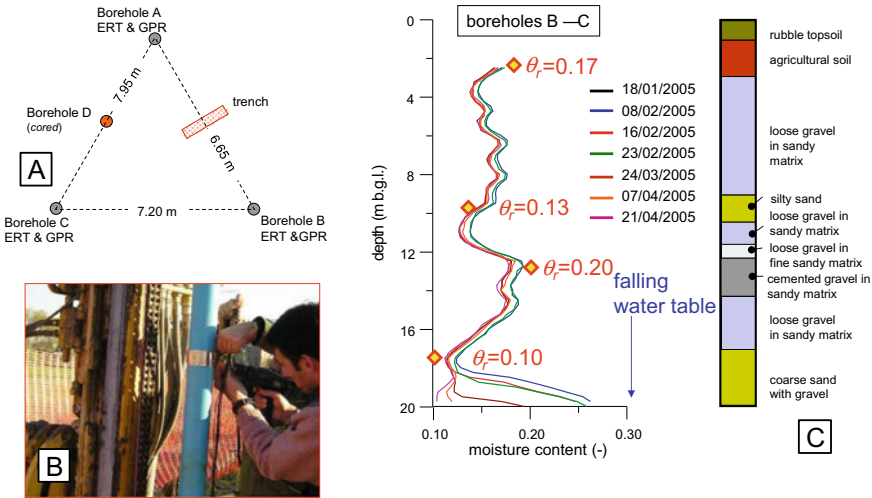 A
Borehole A
ERT & GPR
7.95 m
Borehole D
(cored)
trench
6.65 m
7.20 m
Borehole C
ERT & GPR
Borehole B
ERT &GPR
B
boreholes B —C
0
4
8
12
16
20
depth (m b.g.l.)
0.10
0.20
0.30
moisture content (-)
θr=0.17
θr=0.13
θr=0.20
θr=0.10
18/01/2005
08/02/2005
16/02/2005
23/02/2005
24/03/2005
07/04/2005
21/04/2005
falling
water table
rubble topsoil
agricultural soil
loose gravel
in sandy
matrix
silty sand
loose gravel in
sandy matrix
loose gravel in
fine sandy matrix
cemented gravel in
sandy matrix
loose gravel
in sandy matrix
coarse sand
with gravel
C